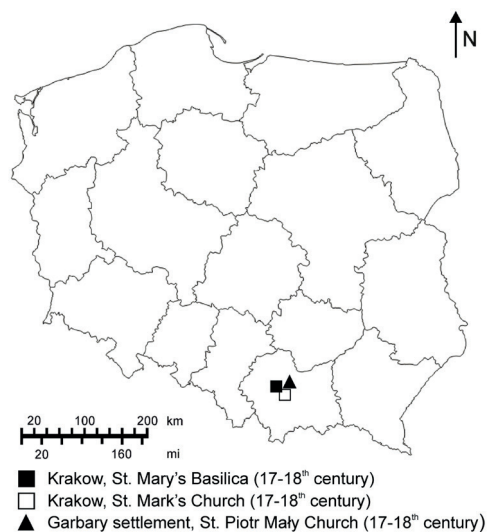 N
20 100 200 km
20 160 mi
Krakow, St. Mary's Basilica (17-18th century)
Krakow, St. Mark's Church (17-18th century)
Garbary settlement, St. Piotr Mały Church (17-18th century)